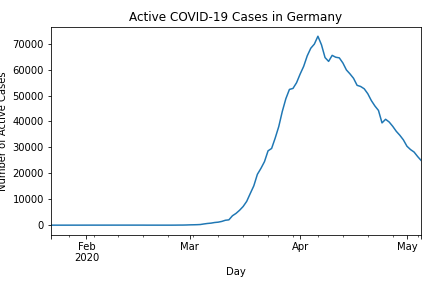 Active COVID-19 Cases in Germany
Number of Active Cases
70000
60000
50000
40000
30000
20000
10000
0
Feb
2020
Mar
Apr
May
Day